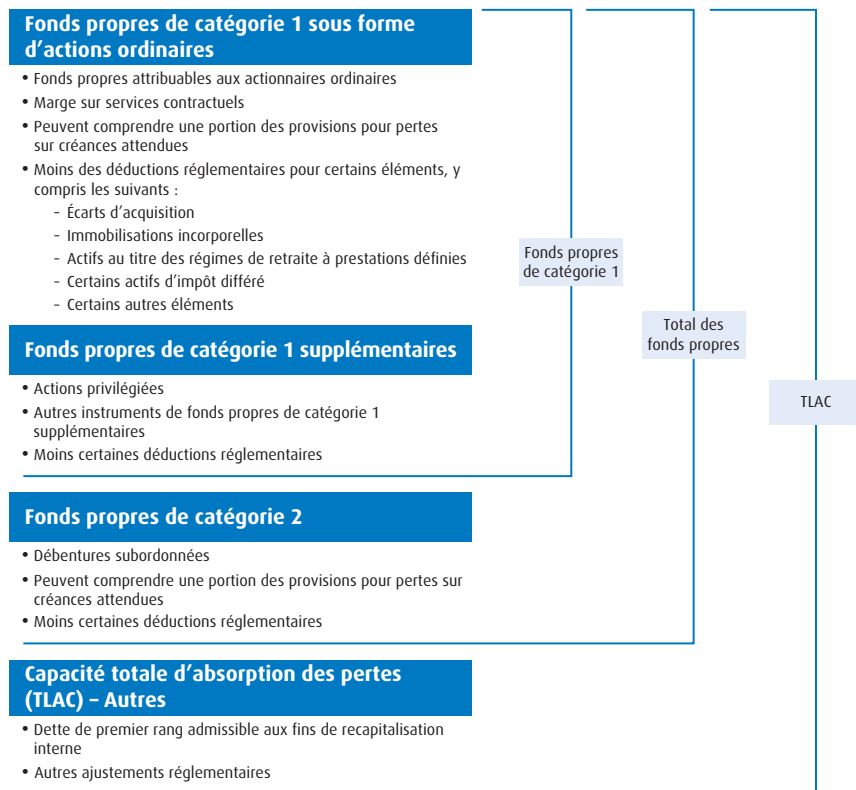 Fonds propres de catégorie 1 sous forme
d’actions ordinaires
• Fonds propres attribuables aux actionnaires ordinaires
• Marge sur services contractuels
• Peuvent comprendre une portion des provisions pour pertes
sur créances attendues
• Moins des déductions réglementaires pour certains éléments, y
compris les suivants :
- Écarts d’acquisition
- Immobilisations incorporelles
- Actifs au titre des régimes de retraite à prestations définies
- Certains actifs d’impôt différé
- Certains autres éléments
Fonds propres
de catégorie 1
Total des
fonds propres
TLAC
Fonds propres de catégorie 1 supplémentaires
• Actions privilégiées
• Autres instruments de fonds propres de catégorie 1
supplémentaires
• Moins certaines déductions réglementaires
Fonds propres de catégorie 2
• Débentures subordonnées
• Peuvent comprendre une portion des provisions pour pertes sur
créances attendues
• Moins certaines déductions réglementaires
Capacité totale d’absorption des pertes
(TLAC) – Autres
• Dette de premier rang admissible aux fins de recapitalisation
interne
• Autres ajustements réglementaires